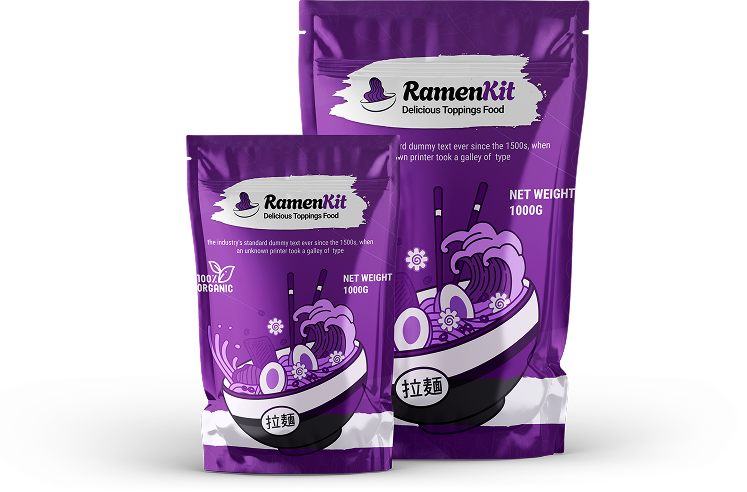 RamenKit
Delicious Toppings Food
rd dummy text ever since the 1500s, when
own printer took a galley of type
NET WEIGHT
1000G
拉麵
RamenKit
Delicious Toppings Food
the industry's standard dummy text ever since the 1500s, when
an unknown printer took a galley of type
100%
ORGANIC
NET WEIGHT
1000G
拉麵